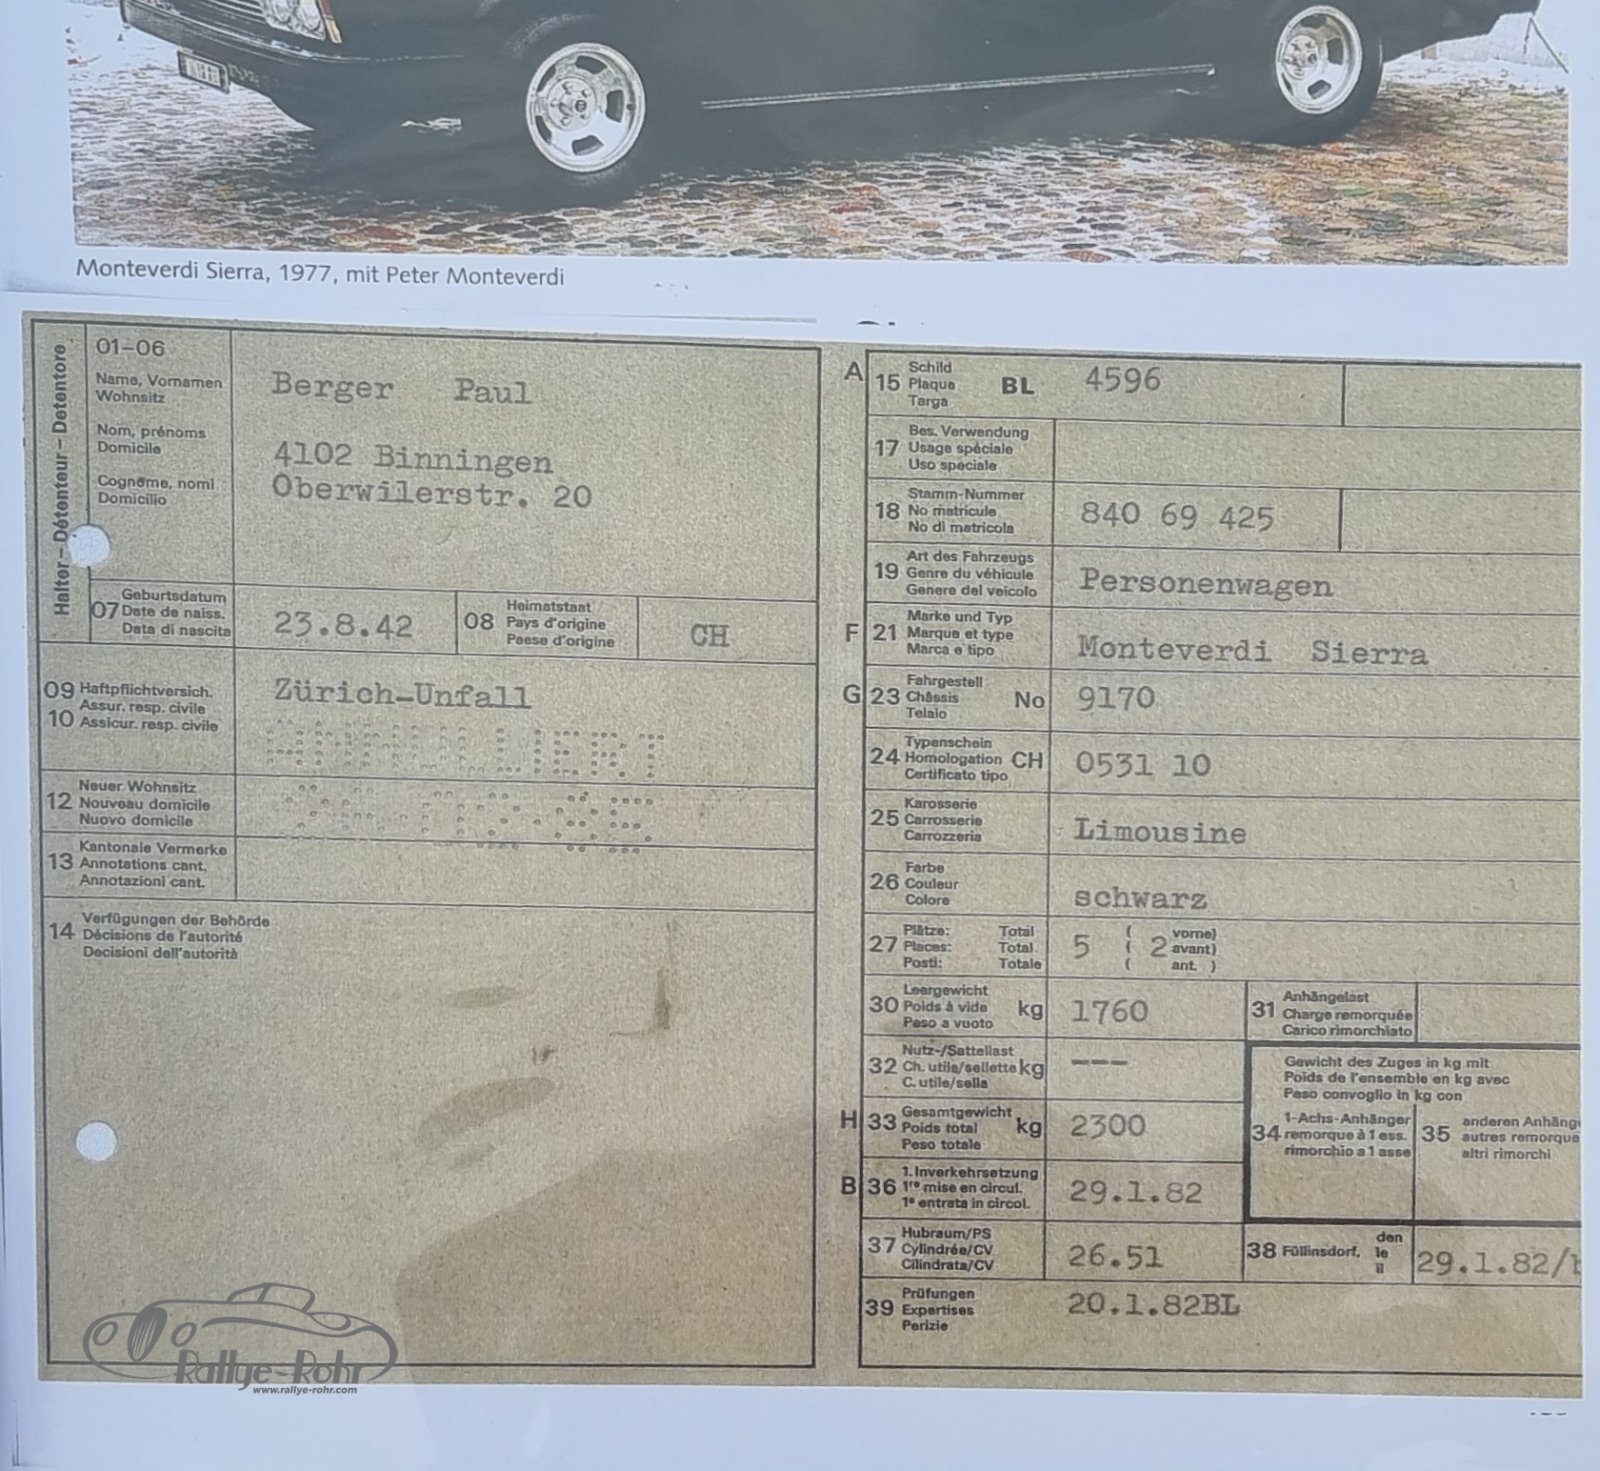 Monteverdi Sierra, 1977, mit Peter Monteverdi
Halter – Détenteur – Detentore
01–06
Name, Vornamen
Wohnsitz
Nom, prénoms
Domicile
Cognome, nomi
Domicilio
Berger Paul
4102 Binningen
Oberwilerstr. 20
07 Geburtsdatum
Date de naiss.
Data di nascita
23.8.42
08 Heimatstaat
Pays d'origine
Paese d'origine
CH
09 Haftpflichtversich.
Assur. resp. civile
10 Assicur. resp. civile
Zürich-Unfall
ANNULLIERT
12 Neuer Wohnsitz
Nouveau domicile
Nuovo domicile
13 Kantonale Vermerke
Annotations cant.
Annotazioni cant.
14 Verfügungen der Behörde
Décisions de l'autorité
Decisioni dell'autorità
A 15 Schild
Plaque
Targa
BL 4596
17 Bes. Verwendung
Usage spéciale
Uso speciale
18 Stamm-Nummer
No matricule
No di matricola
840 69 425
19 Art des Fahrzeugs
Genre du véhicule
Genere del veicolo
Personenwagen
F 21 Marke und Typ
Marque et type
Marca e tipo
Monteverdi Sierra
G 23 Fahrgestell
Châssis No
Telaio
9170
24 Typenschein
Homologation CH
Certificato tipo
0531 10
25 Karosserie
Carrosserie
Carrozzeria
Limousine
26 Farbe
Couleur
Colore
schwarz
27 Plätze: Total
Places: Total
Posti: Totale
5 ( 2 vorne)
( avant)
( ant. )
30 Leergewicht
Poids à vide kg
Peso a vuoto
1760
31 Anhängelast
Charge remorquée
Carico rimorchiato
32 Nutz-/Sattellast
Ch. utile/sellette kg
C. utile/sella
---
Gewicht des Zuges in kg mit
Poids de l'ensemble en kg avec
Peso convoglio in kg con
H 33 Gesamtgewicht
Poids total kg
Peso totale
2300
34 1-Achs-Anhänger
remorque à 1 ess.
rimorchio a 1 asse
35 anderen Anhäng
autres remorque
altri rimorchi
B 36 1. Inverkehrsetzung
1re mise en circul.
1a entrata in circol.
29.1.82
37 Hubraum/PS
Cylindrée/CV
Cilindrata/CV
26.51
38 Füllinsdorf, den
le
il
29.1.82/
39 Prüfungen
Expertises
Perizie
20.1.82BL
Rallye-Rohr
www.rallye-rohr.com